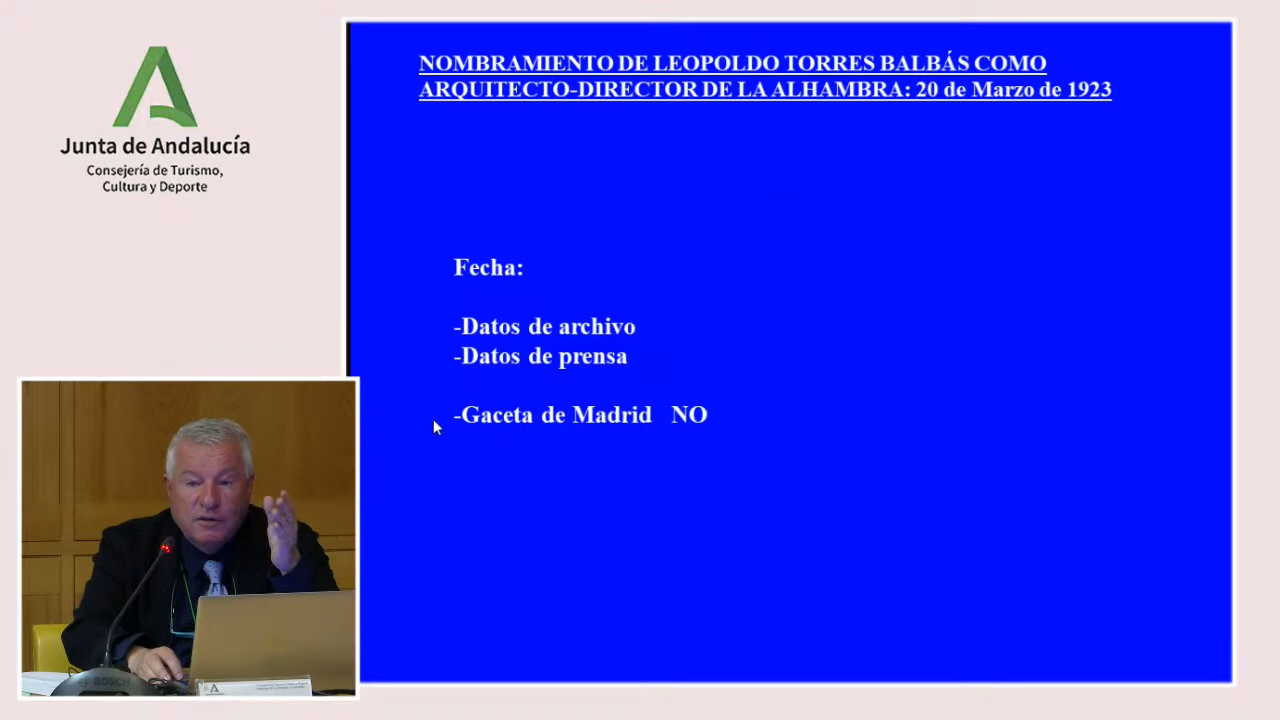 Junta de Andalucía
Consejería de Turismo,
Cultura y Deporte
NOMBRAMIENTO DE LEOPOLDO TORRES BALBÁS COMO
ARQUITECTO-DIRECTOR DE LA ALHAMBRA: 20 de Marzo de 1923
Fecha:
-Datos de archivo
-Datos de prensa
-Gaceta de Madrid NO
BOSCH